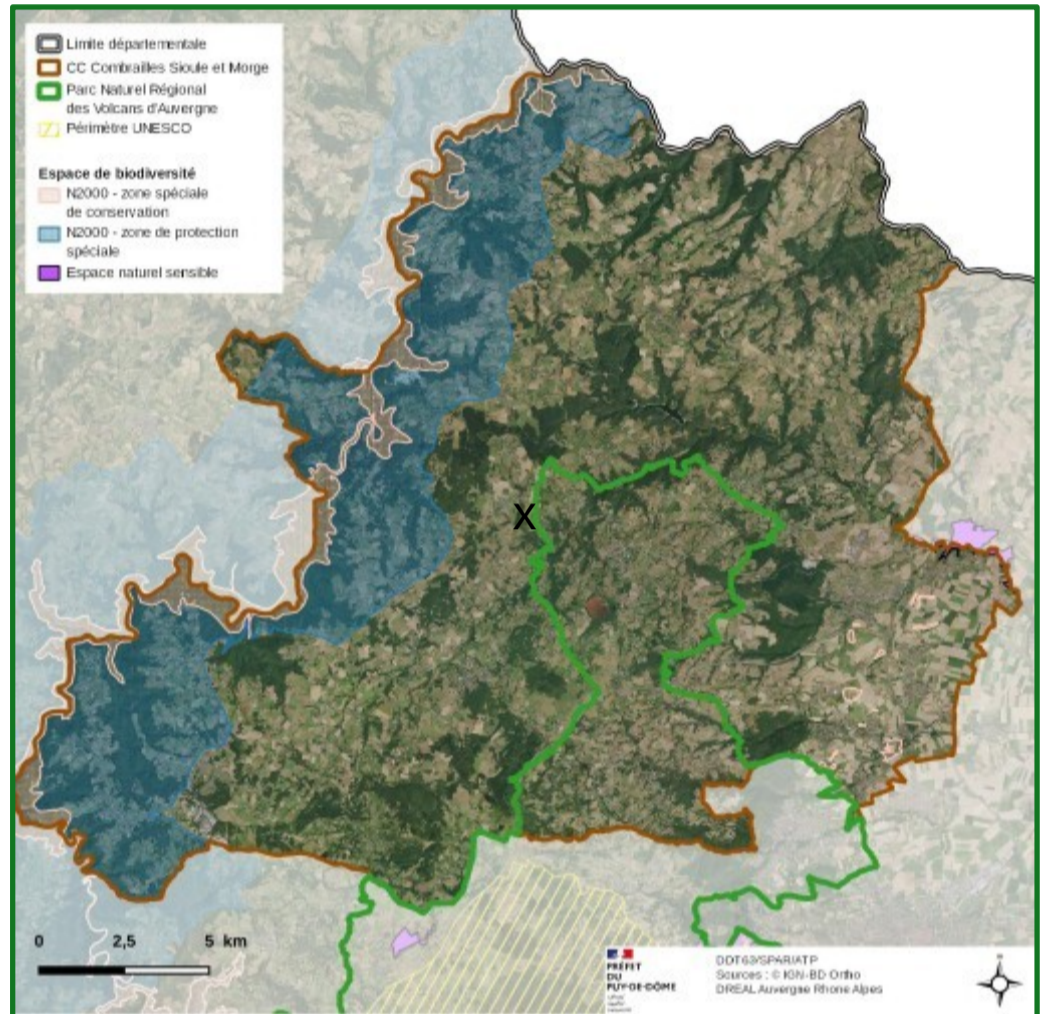 Limite départementale
CC Combrailles Sioule et Morge
Parc Naturel Régional
des Volcans d'Auvergne
Périmètre UNESCO
Espace de biodiversité
N2000 - zone spéciale
de conservation
N2000 - zone de protection
spéciale
Espace naturel sensible
X
0 2,5 5 km
PRÉFET
DU
PUY-DE-DÔME
DDT63/SPAR/ATP
Sources : © IGN-BD Ortho
DREAL Auvergne Rhone Alpes